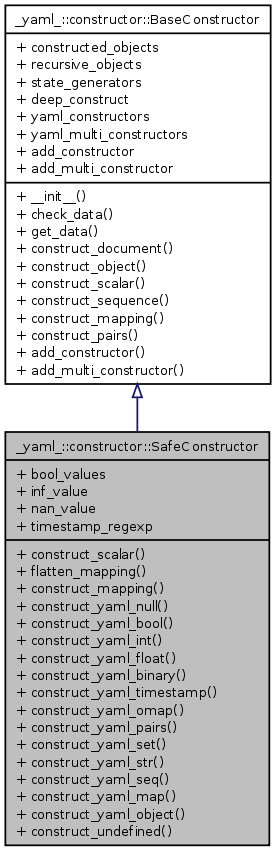 _yaml_::constructor::BaseConstructor
+ constructed_objects
+ recursive_objects
+ state_generators
+ deep_construct
+ yaml_constructors
+ yaml_multi_constructors
+ add_constructor
+ add_multi_constructor
+ __init__()
+ check_data()
+ get_data()
+ construct_document()
+ construct_object()
+ construct_scalar()
+ construct_sequence()
+ construct_mapping()
+ construct_pairs()
+ add_constructor()
+ add_multi_constructor()
_yaml_::constructor::SafeConstructor
+ bool_values
+ inf_value
+ nan_value
+ timestamp_regexp
+ construct_scalar()
+ flatten_mapping()
+ construct_mapping()
+ construct_yaml_null()
+ construct_yaml_bool()
+ construct_yaml_int()
+ construct_yaml_float()
+ construct_yaml_binary()
+ construct_yaml_timestamp()
+ construct_yaml_omap()
+ construct_yaml_pairs()
+ construct_yaml_set()
+ construct_yaml_str()
+ construct_yaml_seq()
+ construct_yaml_map()
+ construct_yaml_object()
+ construct_undefined()